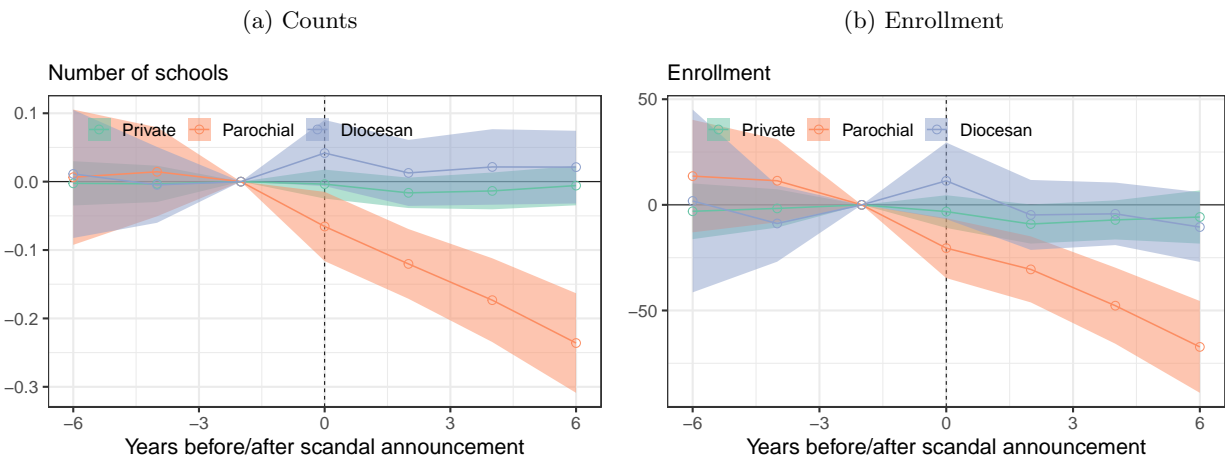 (a) Counts
Number of schools
Private Parochial Diocesan
0.1
0.0
−0.1
−0.2
−0.3
−6 −3 0 3 6
Years before/after scandal announcement
(b) Enrollment
Enrollment
Private Parochial Diocesan
50
0
−50
−6 −3 0 3 6
Years before/after scandal announcement